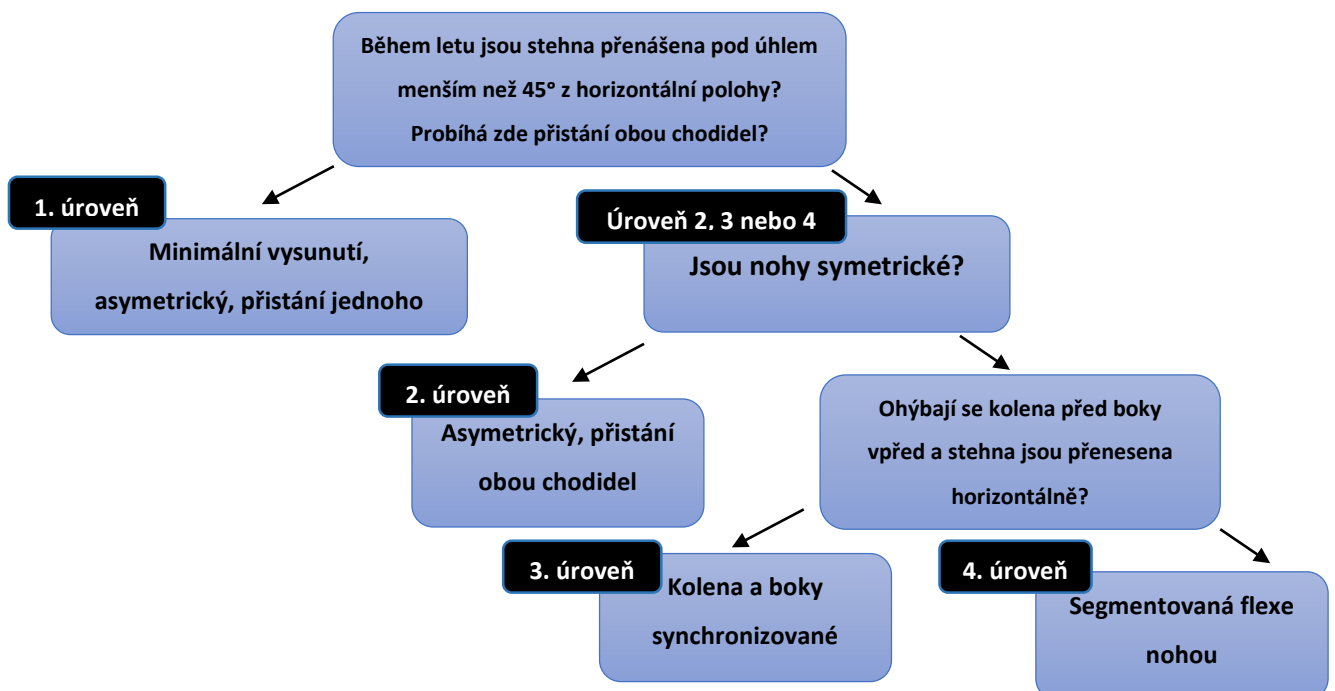 Během letu jsou stehna přenášena pod úhlem
menším než 45° z horizontální polohy?
Probíhá zde přistání obou chodidel?
1. úroveň
Minimální vysunutí,
asymetrický, přistání jednoho
Úroveň 2, 3 nebo 4
Jsou nohy symetrické?
2. úroveň
Asymetrický, přistání
obou chodidel
Ohýbají se kolena před boky
vpřed a stehna jsou přenesena
horizontálně?
3. úroveň
Kolena a boky
synchronizované
4. úroveň
Segmentovaná flexe
nohou